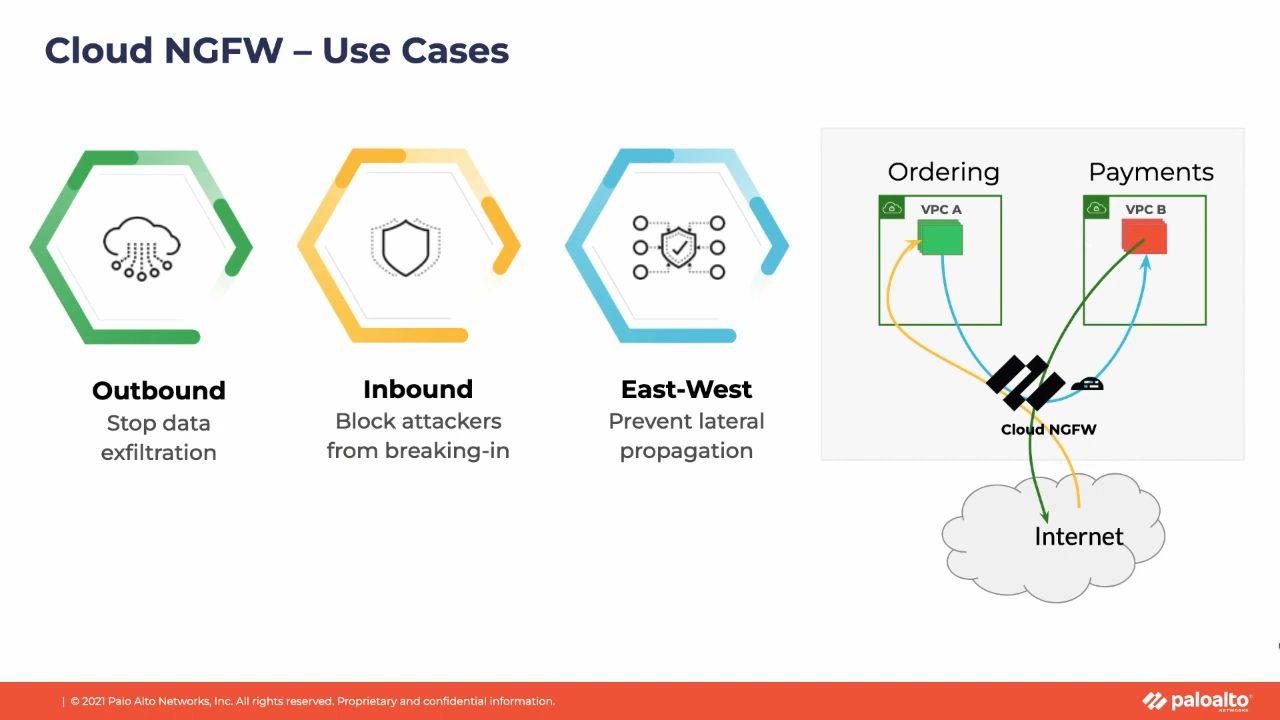 Cloud NGFW – Use Cases
Outbound
Stop data
exfiltration
Inbound
Block attackers
from breaking-in
East-West
Prevent lateral
propagation
Ordering
Payments
VPC A
VPC B
Cloud NGFW
Internet
| © 2021 Palo Alto Networks, Inc. All rights reserved. Proprietary and confidential information.
paloalto
NETWORKS